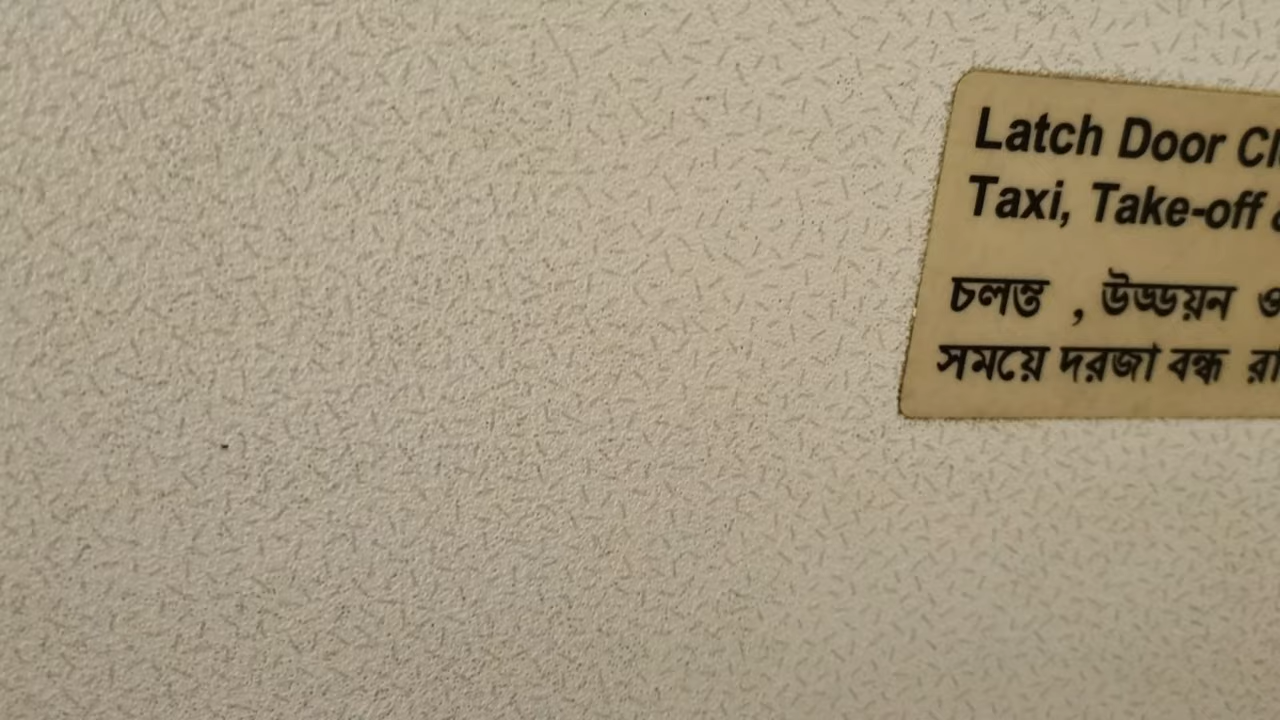 Latch Door
Taxi, Take-off
চলন্ত , উড্ডয়ন ও
সময়ে দরজা বন্ধ